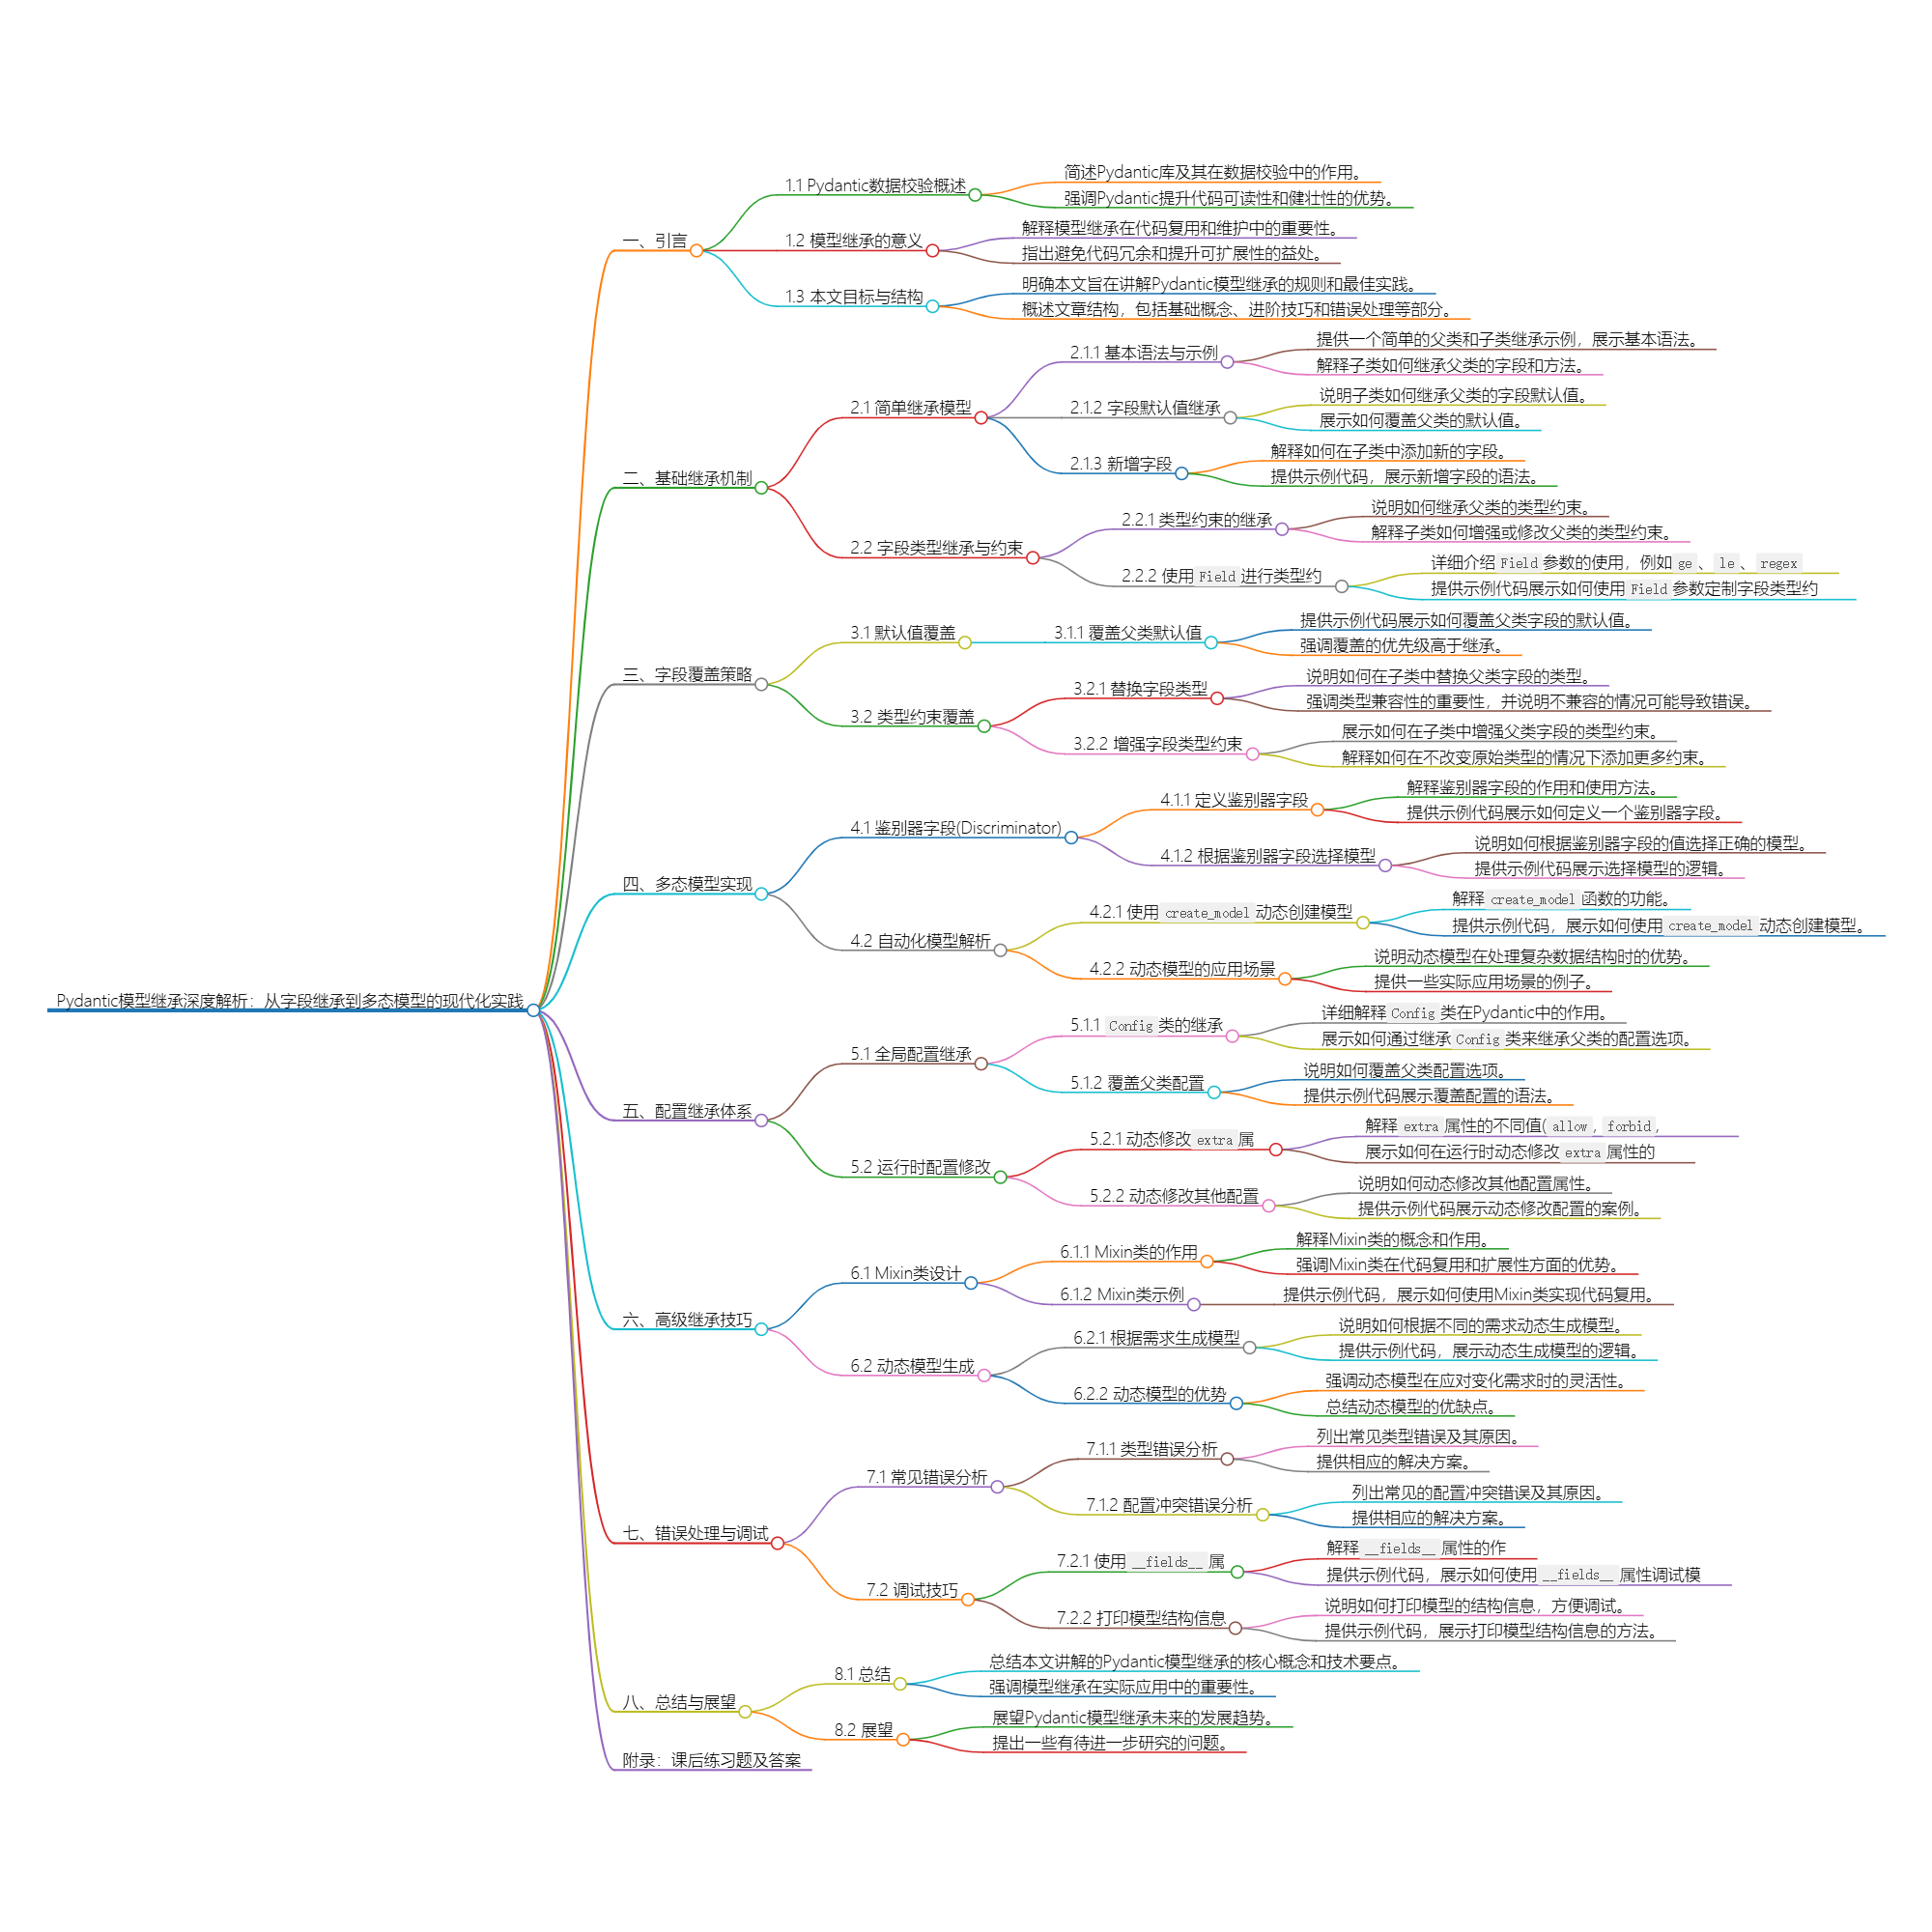 Pydantic模型继承深度解析：从字段继承到多态模型的现代化实践
一、引言
1.1 Pydantic数据校验概述
简述Pydantic库及其在数据校验中的作用。
强调Pydantic提升代码可读性和健壮性的优势。
1.2 模型继承的意义
解释模型继承在代码复用和维护中的重要性。
指出避免代码冗余和提升可扩展性的益处。
1.3 本文目标与结构
明确本文旨在讲解Pydantic模型继承的规则和最佳实践。
概述文章结构，包括基础概念、进阶技巧和错误处理等部分。
二、基础继承机制
2.1 简单继承模型
2.1.1 基本语法与示例
提供一个简单的父类和子类继承示例，展示基本语法。
解释子类如何继承父类的字段和方法。
2.1.2 字段默认值继承
说明子类如何继承父类的字段默认值。
展示如何覆盖父类的默认值。
2.1.3 新增字段
解释如何在子类中添加新的字段。
提供示例代码，展示新增字段的语法。
2.2 字段类型继承与约束
2.2.1 类型约束的继承
说明如何继承父类的类型约束。
解释子类如何增强或修改父类的类型约束。
2.2.2 使用 Field 进行类型约
详细介绍 Field 参数的使用，例如 ge 、 le 、 regex
提供示例代码展示如何使用 Field 参数定制字段类型约
三、字段覆盖策略
3.1 默认值覆盖
3.1.1 覆盖父类默认值
提供示例代码展示如何覆盖父类字段的默认值。
强调覆盖的优先级高于继承。
3.2 类型约束覆盖
3.2.1 替换字段类型
说明如何在子类中替换父类字段的类型。
强调类型兼容性的重要性，并说明不兼容的情况可能导致错误。
3.2.2 增强字段类型约束
展示如何在子类中增强父类字段的类型约束。
解释如何在不改变原始类型的情况下添加更多约束。
四、多态模型实现
4.1 鉴别器字段(Discriminator)
4.1.1 定义鉴别器字段
解释鉴别器字段的作用和使用方法。
提供示例代码展示如何定义一个鉴别器字段。
4.1.2 根据鉴别器字段选择模型
说明如何根据鉴别器字段的值选择正确的模型。
提供示例代码展示选择模型的逻辑。
4.2 自动化模型解析
4.2.1 使用 create_model 动态创建模型
解释 create_model 函数的功能。
提供示例代码，展示如何使用 create_model 动态创建模型。
4.2.2 动态模型的应用场景
说明动态模型在处理复杂数据结构时的优势。
提供一些实际应用场景的例子。
五、配置继承体系
5.1 全局配置继承
5.1.1 Config 类的继承
详细解释 Config 类在Pydantic中的作用。
展示如何通过继承 Config 类来继承父类的配置选项。
5.1.2 覆盖父类配置
说明如何覆盖父类配置选项。
提供示例代码展示覆盖配置的语法。
5.2 运行时配置修改
5.2.1 动态修改 extra 属
解释 extra 属性的不同值( allow , forbid ,
展示如何在运行时动态修改 extra 属性的
5.2.2 动态修改其他配置
说明如何动态修改其他配置属性。
提供示例代码展示动态修改配置的案例。
六、高级继承技巧
6.1 Mixin类设计
6.1.1 Mixin类的作用
解释Mixin类的概念和作用。
强调Mixin类在代码复用和扩展性方面的优势。
6.1.2 Mixin类示例
提供示例代码，展示如何使用Mixin类实现代码复用。
6.2 动态模型生成
6.2.1 根据需求生成模型
说明如何根据不同的需求动态生成模型。
提供示例代码，展示动态生成模型的逻辑。
6.2.2 动态模型的优势
强调动态模型在应对变化需求时的灵活性。
总结动态模型的优缺点。
七、错误处理与调试
7.1 常见错误分析
7.1.1 类型错误分析
列出常见类型错误及其原因。
提供相应的解决方案。
7.1.2 配置冲突错误分析
列出常见的配置冲突错误及其原因。
提供相应的解决方案。
7.2 调试技巧
7.2.1 使用 __fields__ 属
解释 __fields__ 属性的作
提供示例代码，展示如何使用 __fields__ 属性调试模
7.2.2 打印模型结构信息
说明如何打印模型的结构信息，方便调试。
提供示例代码，展示打印模型结构信息的方法。
八、总结与展望
8.1 总结
总结本文讲解的Pydantic模型继承的核心概念和技术要点。
强调模型继承在实际应用中的重要性。
8.2 展望
展望Pydantic模型继承未来的发展趋势。
提出一些有待进一步研究的问题。
附录：课后练习题及答案